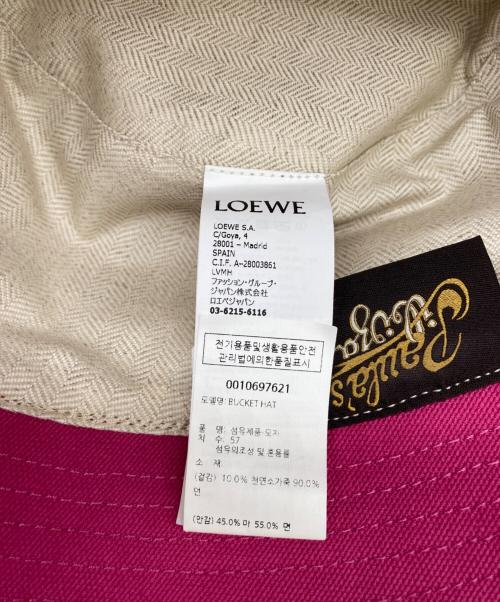 LOEWE
LOEWE S.A.
C/Goya, 4
28001 – Madrid
SPAIN
C.I.F. A-28003861
LVMH
ファッション・グループ・
ジャパン株式会社
ロエベジャパン
03-6215-6116
전기용품및생활용품안전
관리법에의한품질표시
0010697621
모델명: BUCKET HAT
품 명: 섬유제품-모자
치 수: 57
섬유의조성 및 혼용률
소 재:
(겉감) 10.0% 천연소가죽 90.0%
면
(안감) 45.0% 마 55.0% 면
Paula's
Ibiza